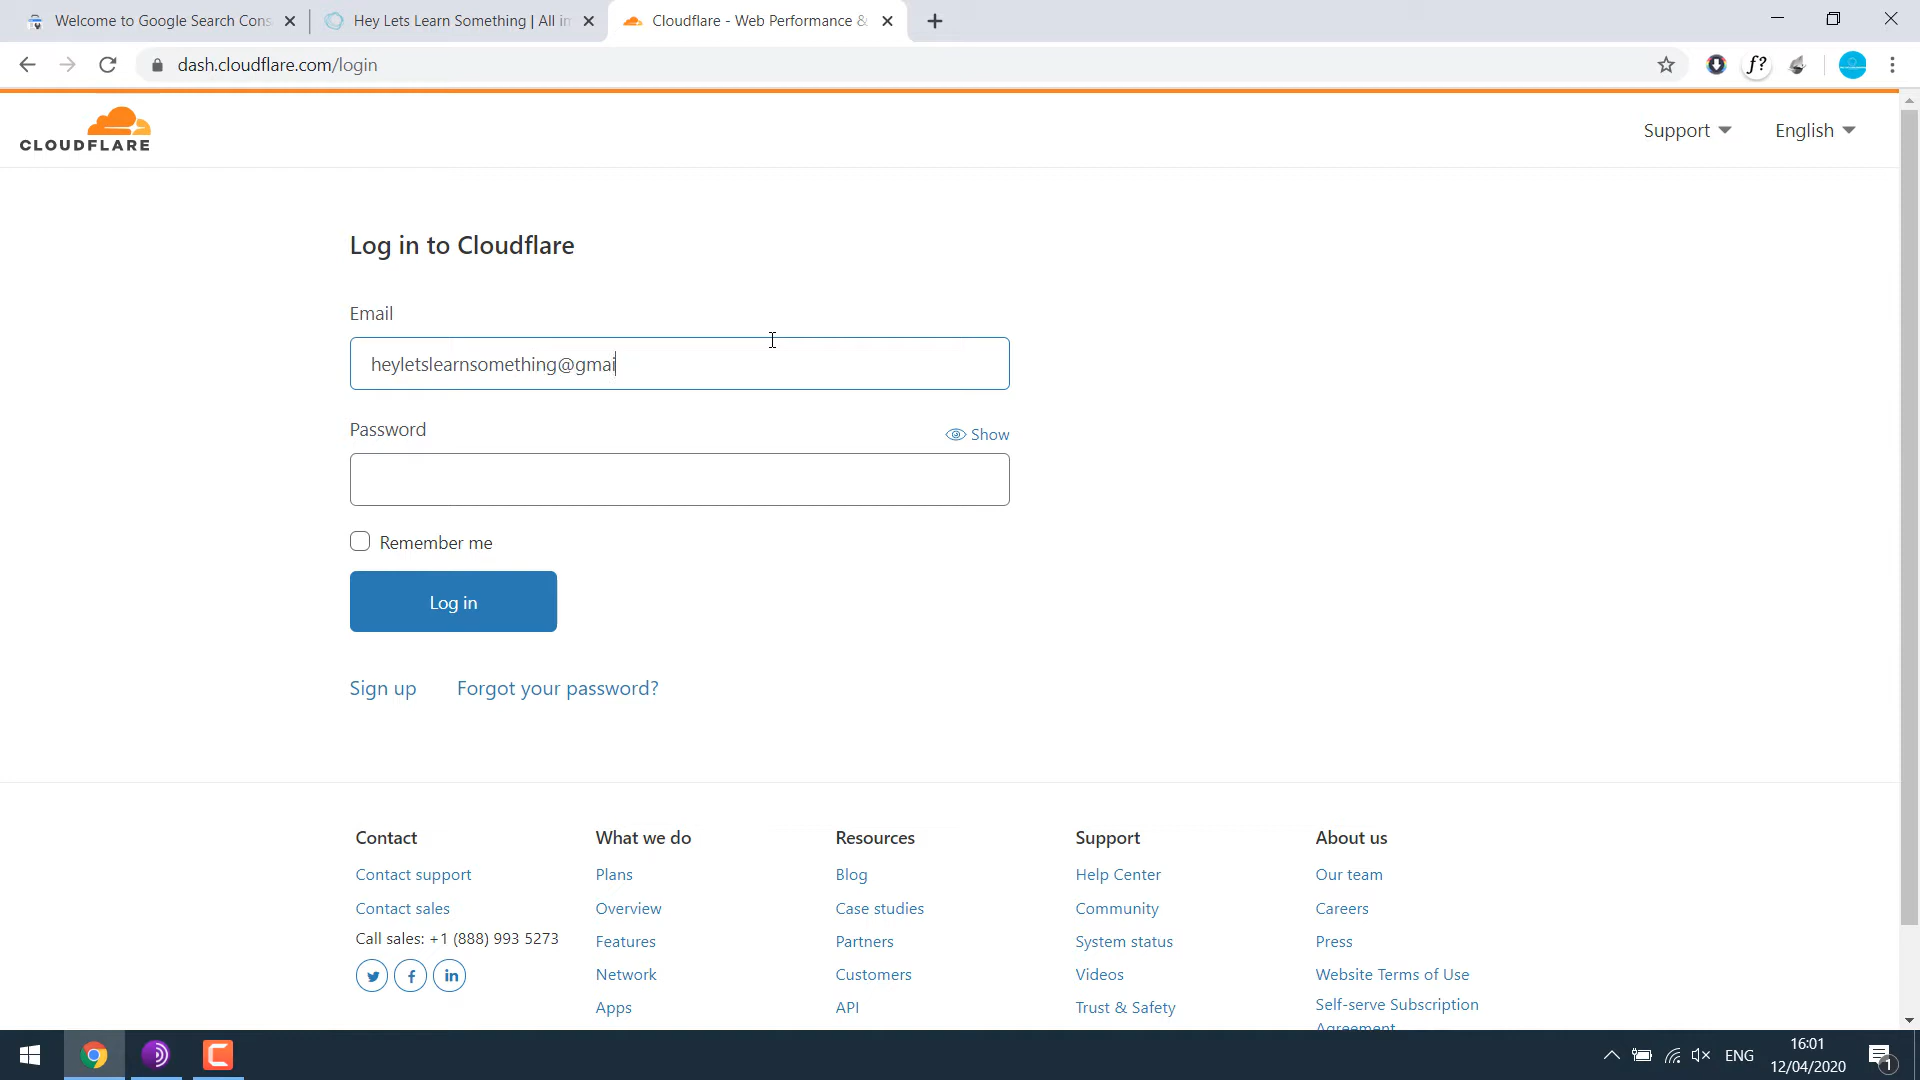 Welcome to Google Search Cons
Hey Lets Learn Something | All in
Cloudflare - Web Performance &
dash.cloudflare.com/login
f?
CLOUDFLARE
Support
English
Log in to Cloudflare
Email
heyletslearnsomething@gmai
Password
Show
Remember me
Log in
Sign up
Forgot your password?
Contact
What we do
Resources
Support
About us
Contact support
Plans
Blog
Help Center
Our team
Contact sales
Overview
Case studies
Community
Careers
Call sales: +1 (888) 993 5273
Features
Partners
System status
Press
Network
Customers
Videos
Website Terms of Use
Apps
API
Trust & Safety
Self-serve Subscription
Agreement
ENG
16:01
12/04/2020
1